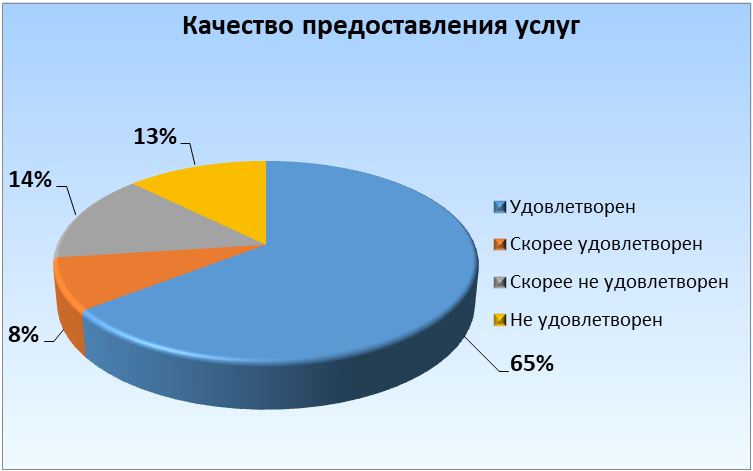 Качество предоставления услуг
13%
14%
8%
65%
Удовлетворен
Скорее удовлетворен
Скорее не удовлетворен
Не удовлетворен